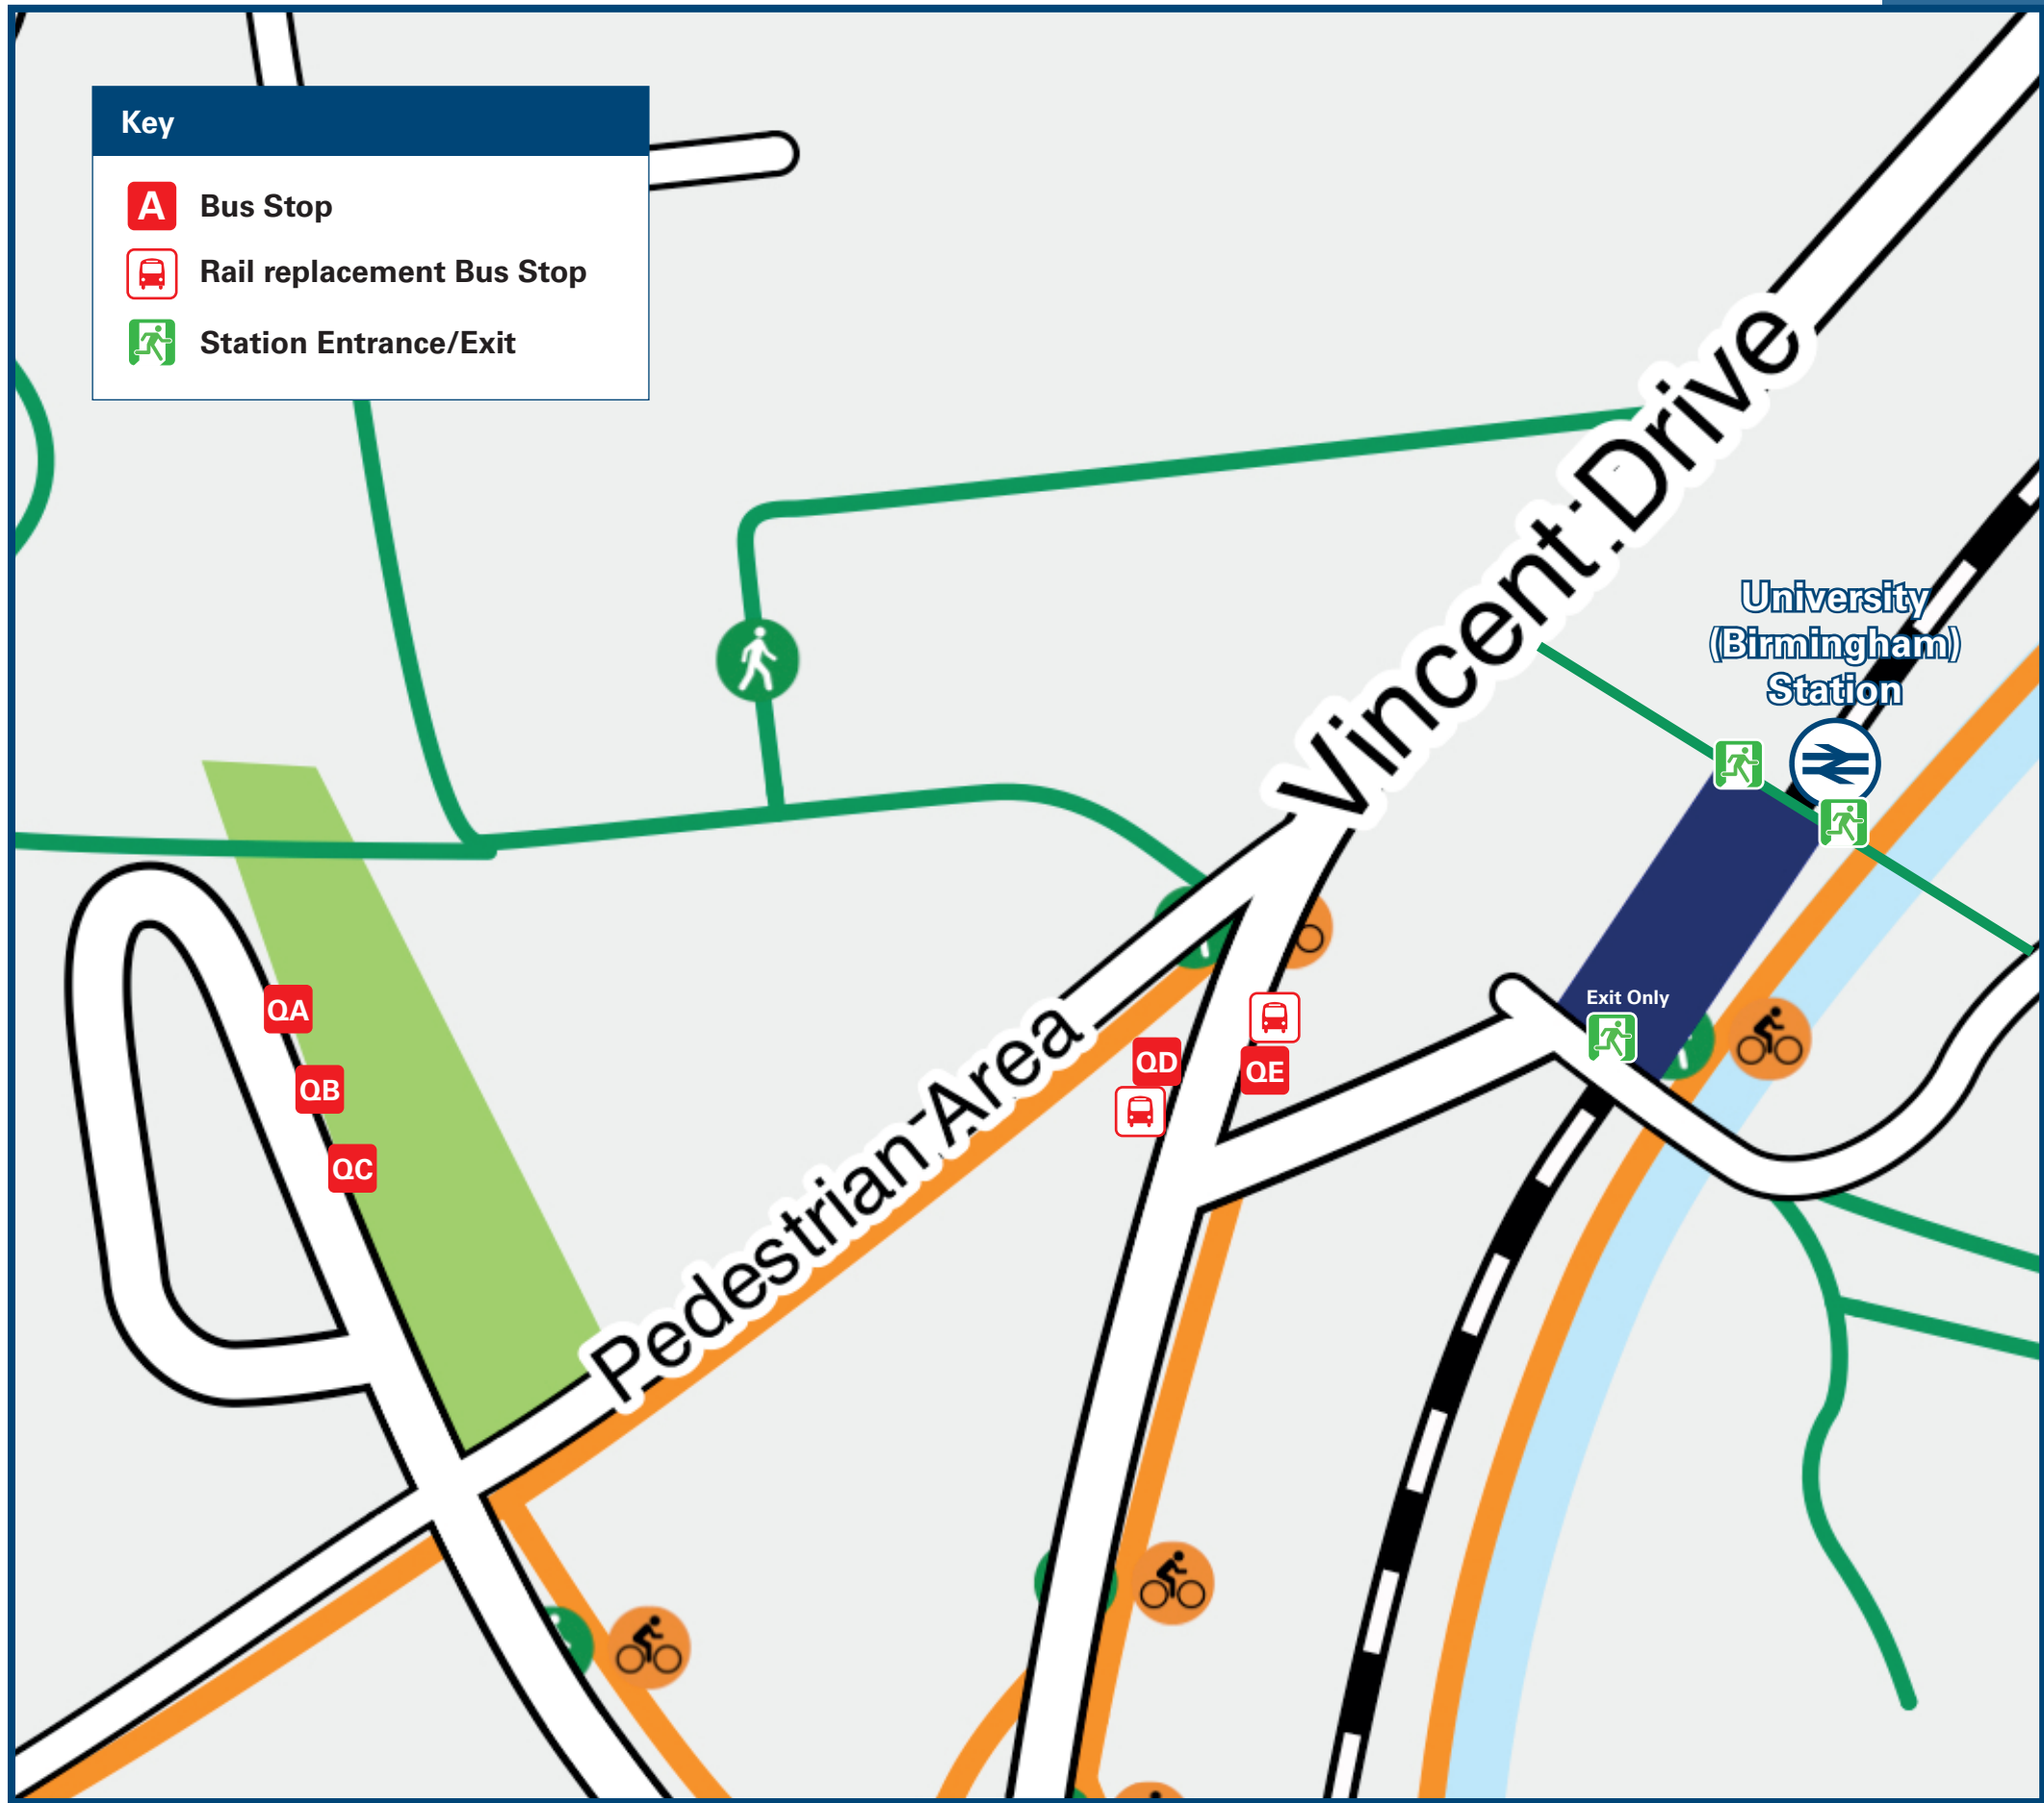 Key
A
Bus Stop
Rail replacement Bus Stop
Station Entrance/Exit
Vincent Drive
University
(Birmingham)
Station
Exit Only
QA
QB
QC
QD
QE
Pedestrian Area